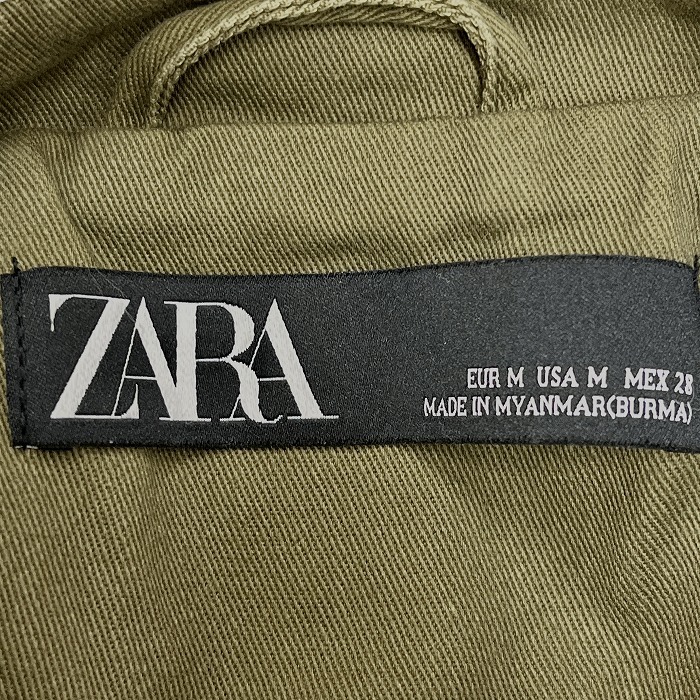 ZARA
EUR M USA M MEX 28
MADE IN MYANMAR(BURMA)